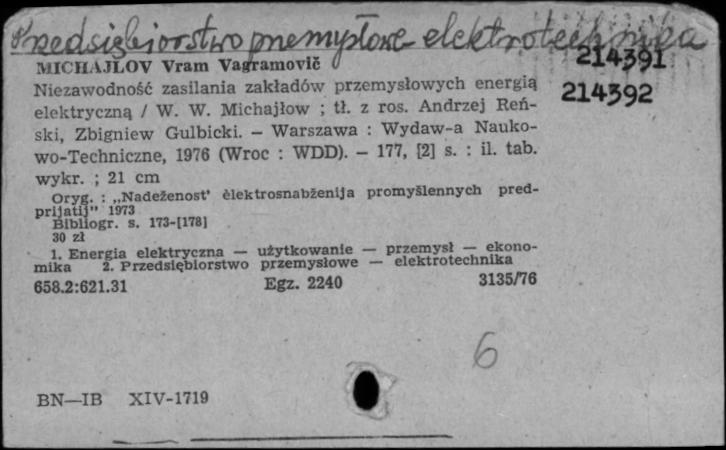 Przedsiębiorstwo przemysłowe elektrotechnika
MICHAJLOV Vram Vagramovič
214391
Niezawodność zasilania zakładów przemysłowych energią
214392
elektryczną / W. W. Michajłow ; tł. z ros. Andrzej Reń-
ski, Zbigniew Gulbicki. – Warszawa : Wydaw-a Nauko-
wo-Techniczne, 1976 (Wroc : WDD). – 177, [2] s. : il. tab.
wykr. ; 21 cm
Oryg. : „Nadeženost' èlektrosnabženija promyšlennych pred-
prijatij" 1973
Bibliogr. s. 173-[178]
30 zł
1. Energia elektryczna — użytkowanie — przemysł — ekono-
mika 2. Przedsiębiorstwo przemysłowe — elektrotechnika
658.2:621.31 Egz. 2240 3135/76
6
BN—IB XIV-1719